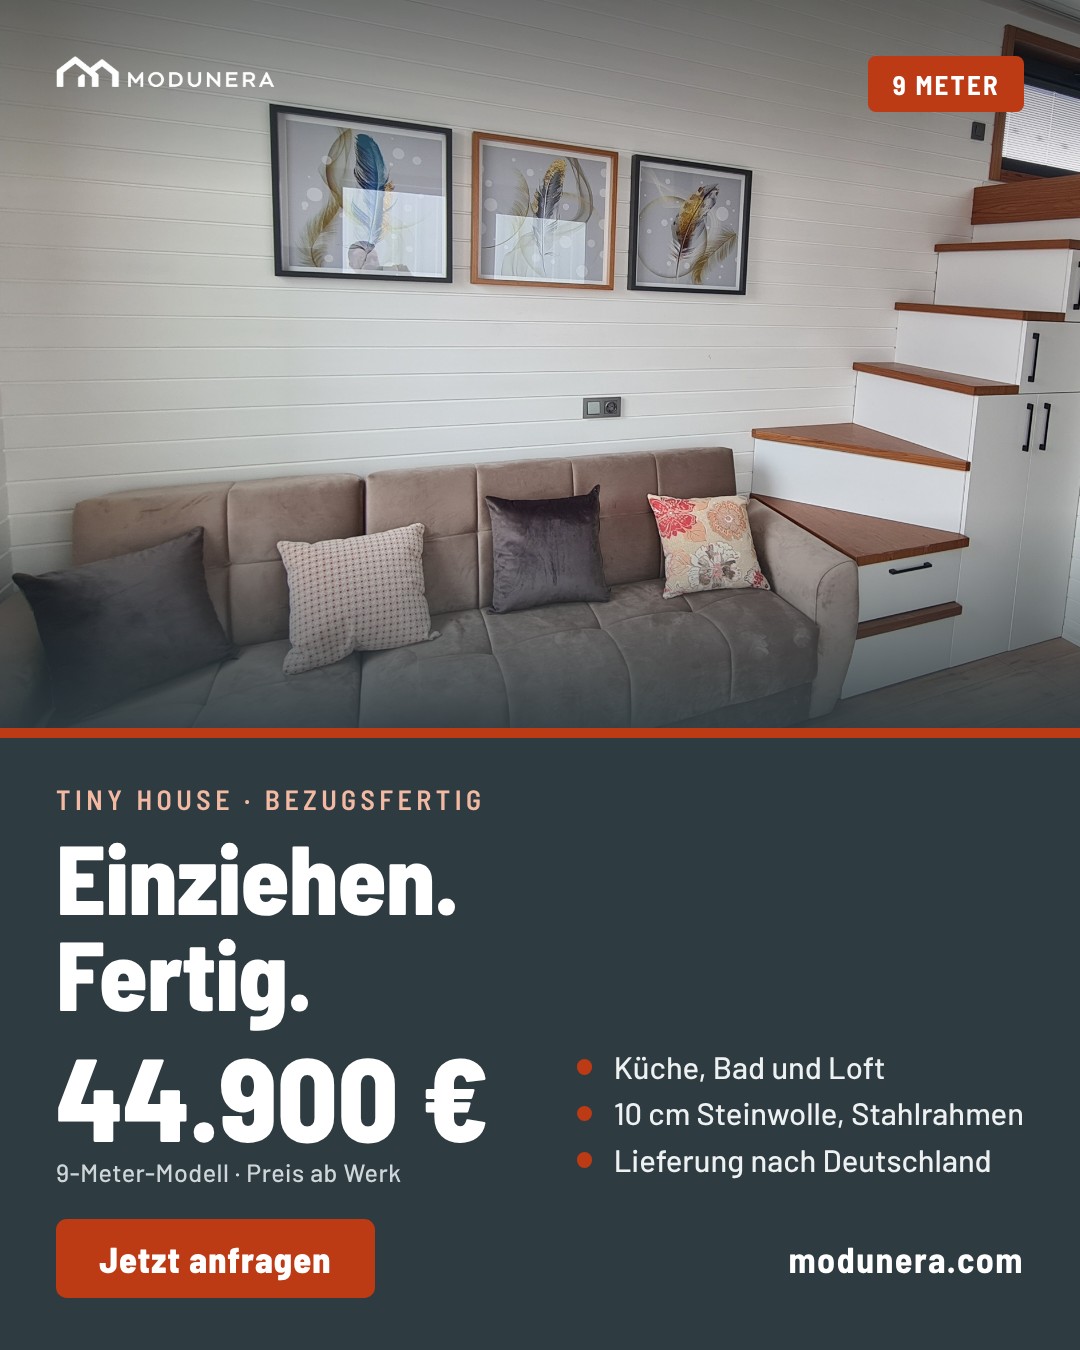 MODUNERA
9 METER
TINY HOUSE · BEZUGSFERTIG
Einziehen.
Fertig.
44.900 €
9-Meter-Modell · Preis ab Werk
Küche, Bad und Loft
10 cm Steinwolle, Stahlrahmen
Lieferung nach Deutschland
Jetzt anfragen
modunera.com